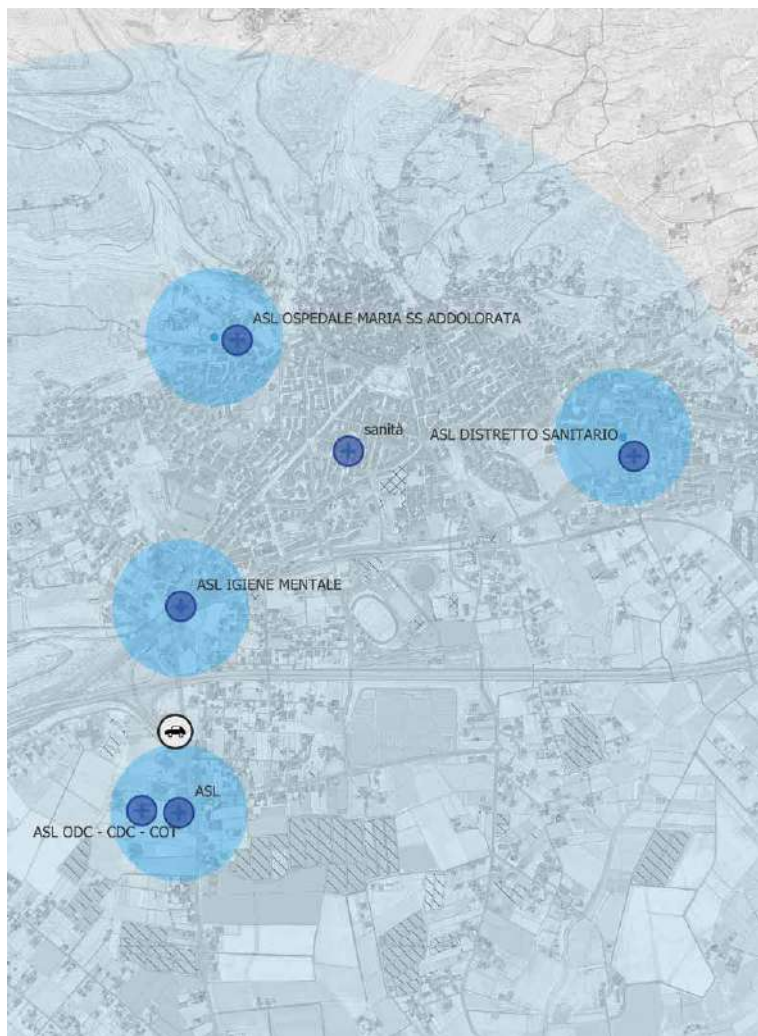 ASL OSPEDALE MARIA SS ADDOLORATA
sanità
ASL DISTRETTO SANITARIO
ASL IGIENE MENTALE
ASL
ASL ODC - CDC - COT